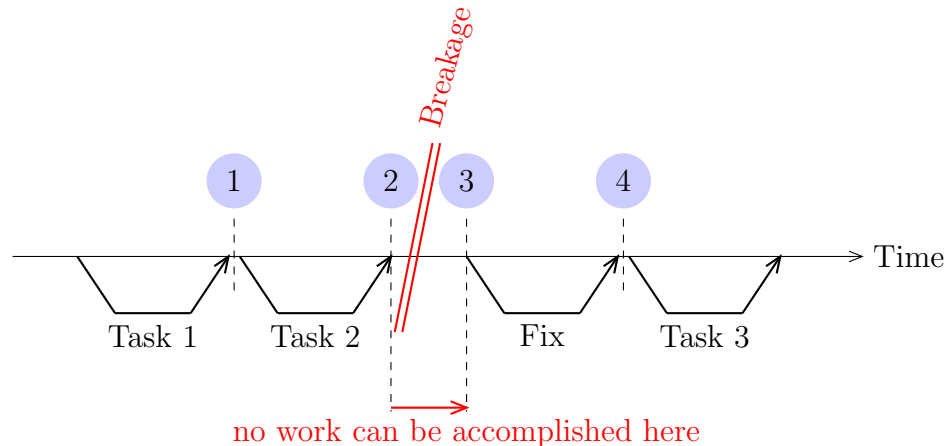 Breakage
1
2
3
4
Time
Task 1
Task 2
Fix
Task 3
no work can be accomplished here